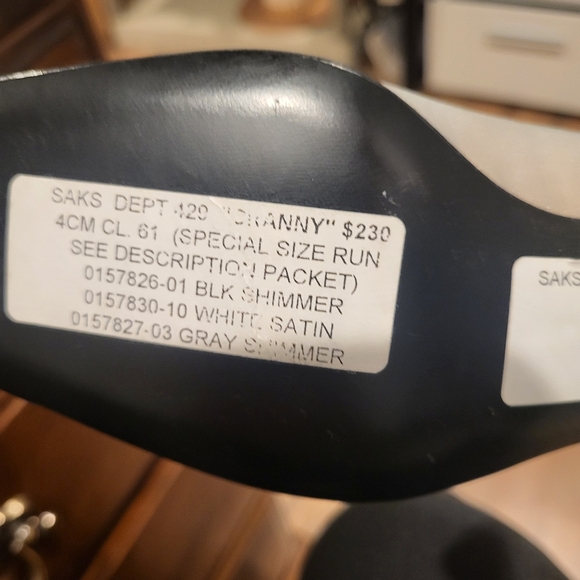 SAKS DEPT 420 "GRANNY" $230
4CM CL. 61 (SPECIAL SIZE RUN
SEE DESCRIPTION PACKET)
0157826-01 BLK SHIMMER
0157830-10 WHITE SATIN
0157827-03 GRAY SHIMMER
SAKS